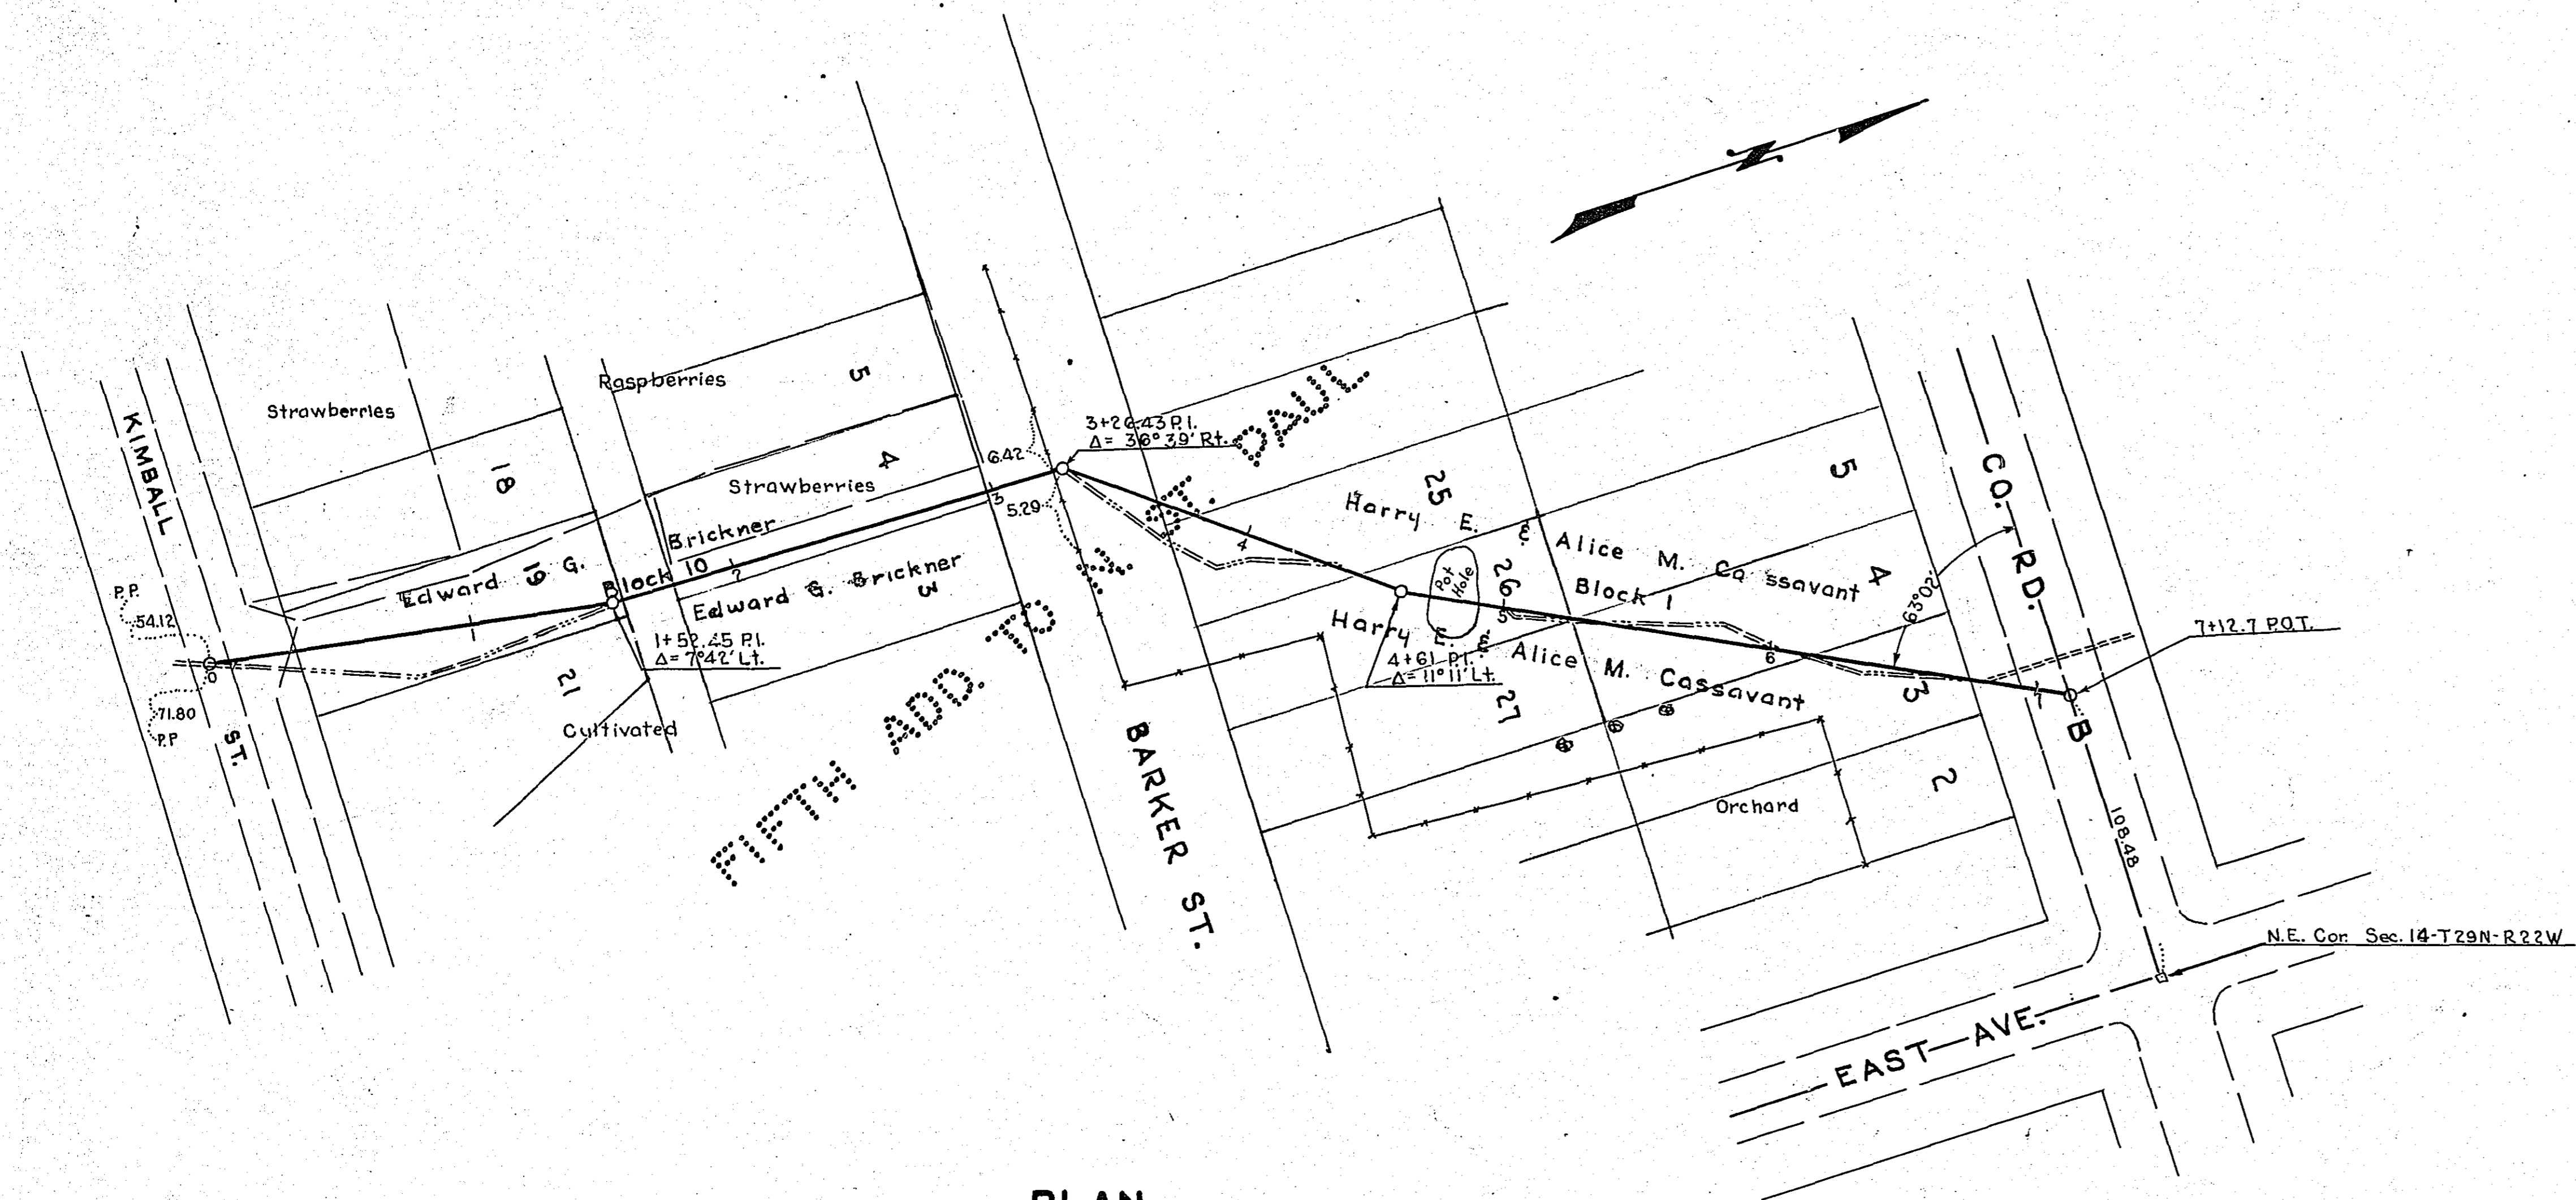 N
KIMBALL
ST.
Strawberries
Raspberries
5
18
4
Strawberries
Brickner
Edward 19 G.
Block 10
Edward G. Brickner
3
P.P.
54.12
71.80
P.P
0
1
2
3
4
5
6
7
1+52.45 P.I.
Δ= 7°42' Lt.
21
Cultivated
6.42
5.29
3+26.43 P.I.
Δ= 36°39' Rt.
FIFTH ADD. TO ST. PAUL
BARKER ST.
25
Harry E. & Alice M. Cassavant
Pot
Hole
26
Block 1
Harry E. & Alice M. Cassavant
4+61 P.I.
Δ= 11°11' Lt.
27
5
4
3
2
Orchard
63°02'
CO. RD. B
7+12.7 P.O.T.
108.48
N.E. Cor. Sec. 14-T29N-R22W
EAST AVE.
PLAN